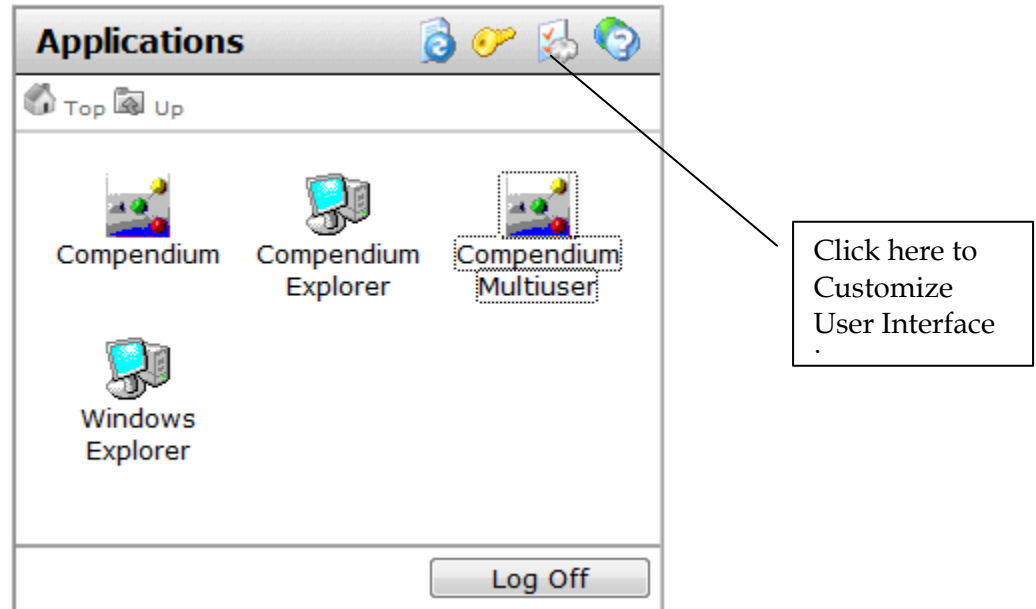 Applications
Top Up
Compendium
Compendium
Explorer
Compendium
Multiuser
Windows
Explorer
Log Off
Click here to
Customize
User Interface
.